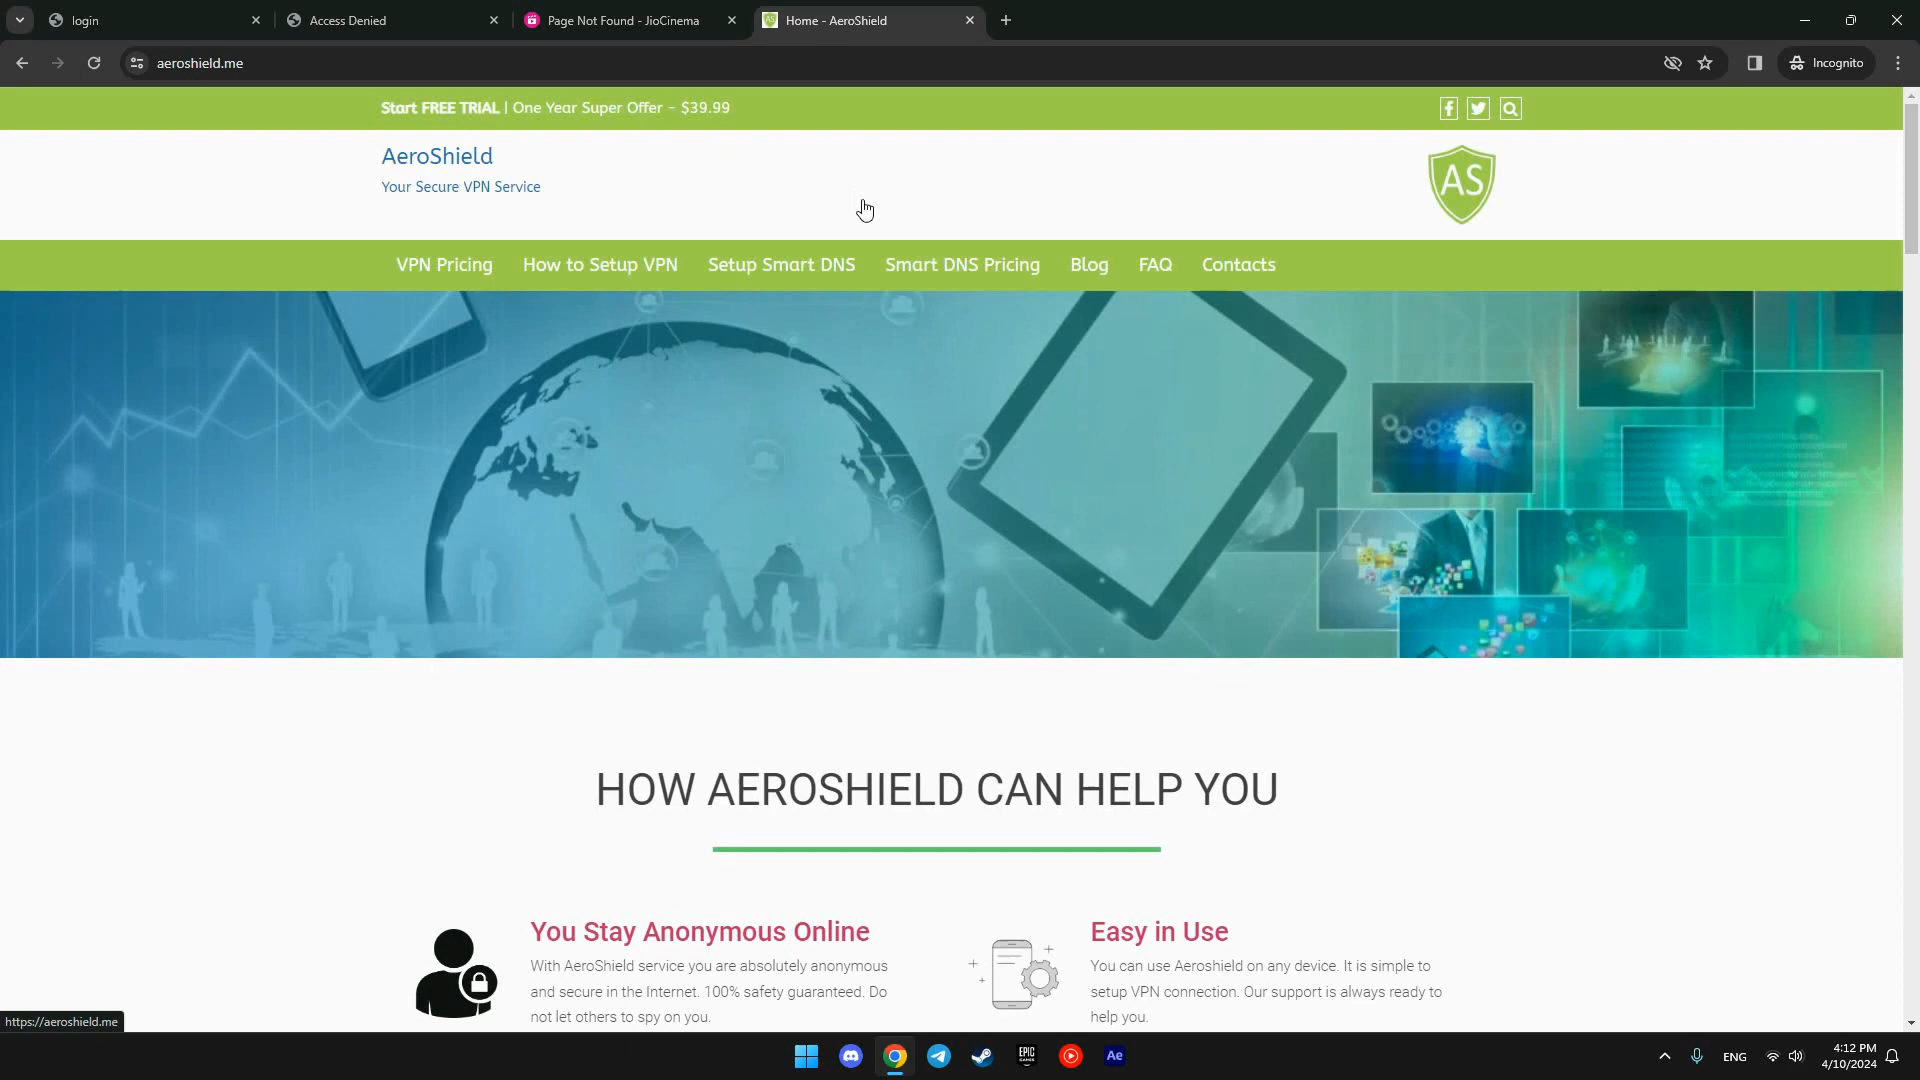 login
Access Denied
Page Not Found - JioCinema
Home - AeroShield
aeroshield.me
Incognito
Start FREE TRIAL | One Year Super Offer - $39.99
AeroShield
Your Secure VPN Service
AS
VPN Pricing
How to Setup VPN
Setup Smart DNS
Smart DNS Pricing
Blog
FAQ
Contacts
HOW AEROSHIELD CAN HELP YOU
You Stay Anonymous Online
With AeroShield service you are absolutely anonymous
and secure in the Internet. 100% safety guaranteed. Do
not let others to spy on you.
Easy in Use
You can use Aeroshield on any device. It is simple to
setup VPN connection. Our support is always ready to
help you.
https://aeroshield.me
EPIC
GAMES
Ae
ENG
4:12 PM
4/10/2024